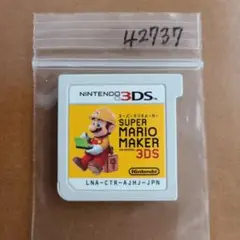 42737
NINTENDO 3DS
スーパーマリオメーカー
SUPER
MARIO
MAKER
3DS
Nintendo
LNA-CTR-AJHJ-JPN